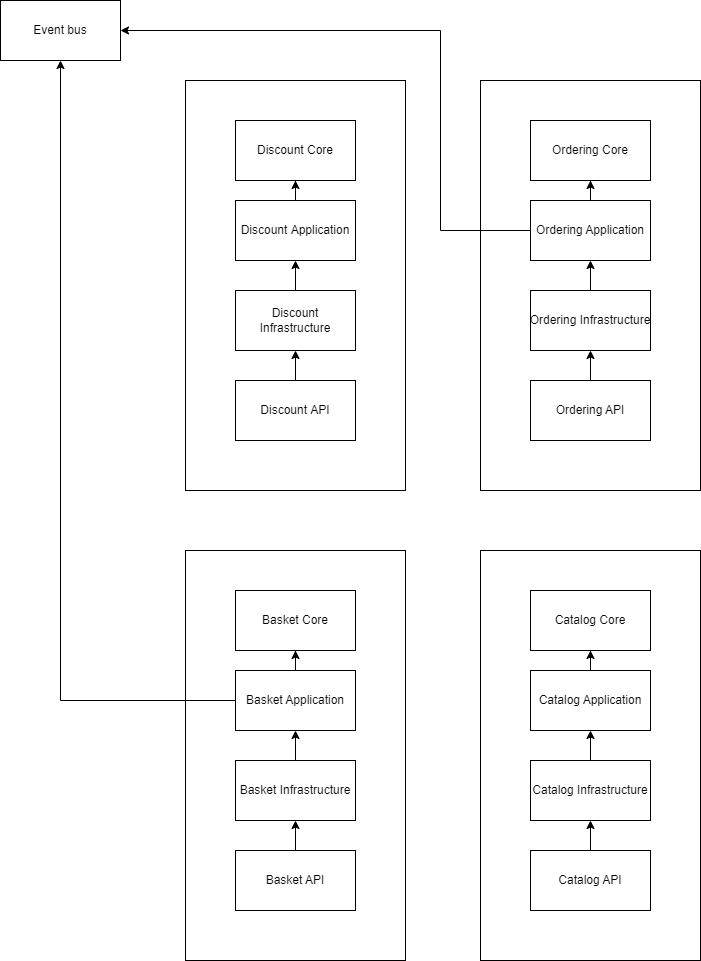 Event bus
Discount Core
Discount Application
Discount
Infrastructure
Discount API
Ordering Core
Ordering Application
Ordering Infrastructure
Ordering API
Basket Core
Basket Application
Basket Infrastructure
Basket API
Catalog Core
Catalog Application
Catalog Infrastructure
Catalog API